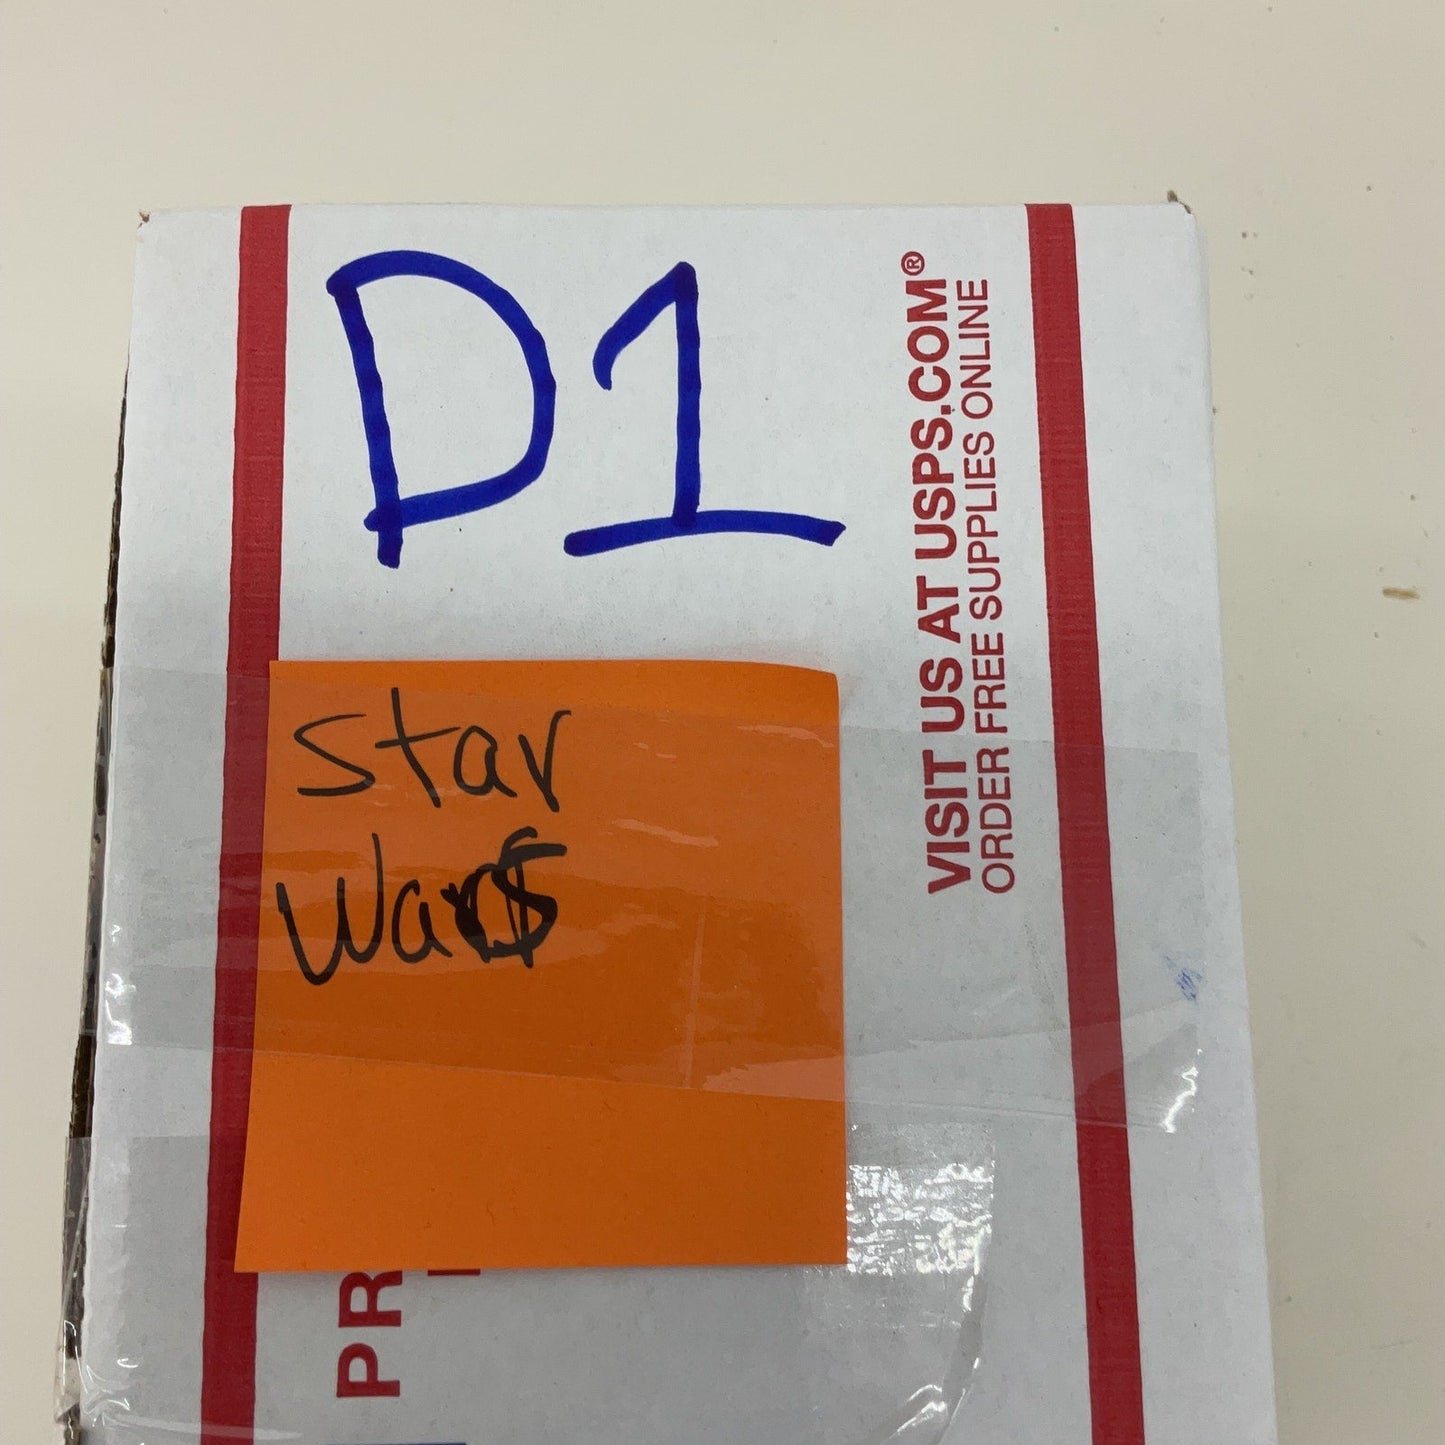 D1
star
wars
VISIT US AT USPS.COM®
ORDER FREE SUPPLIES ONLINE
PR